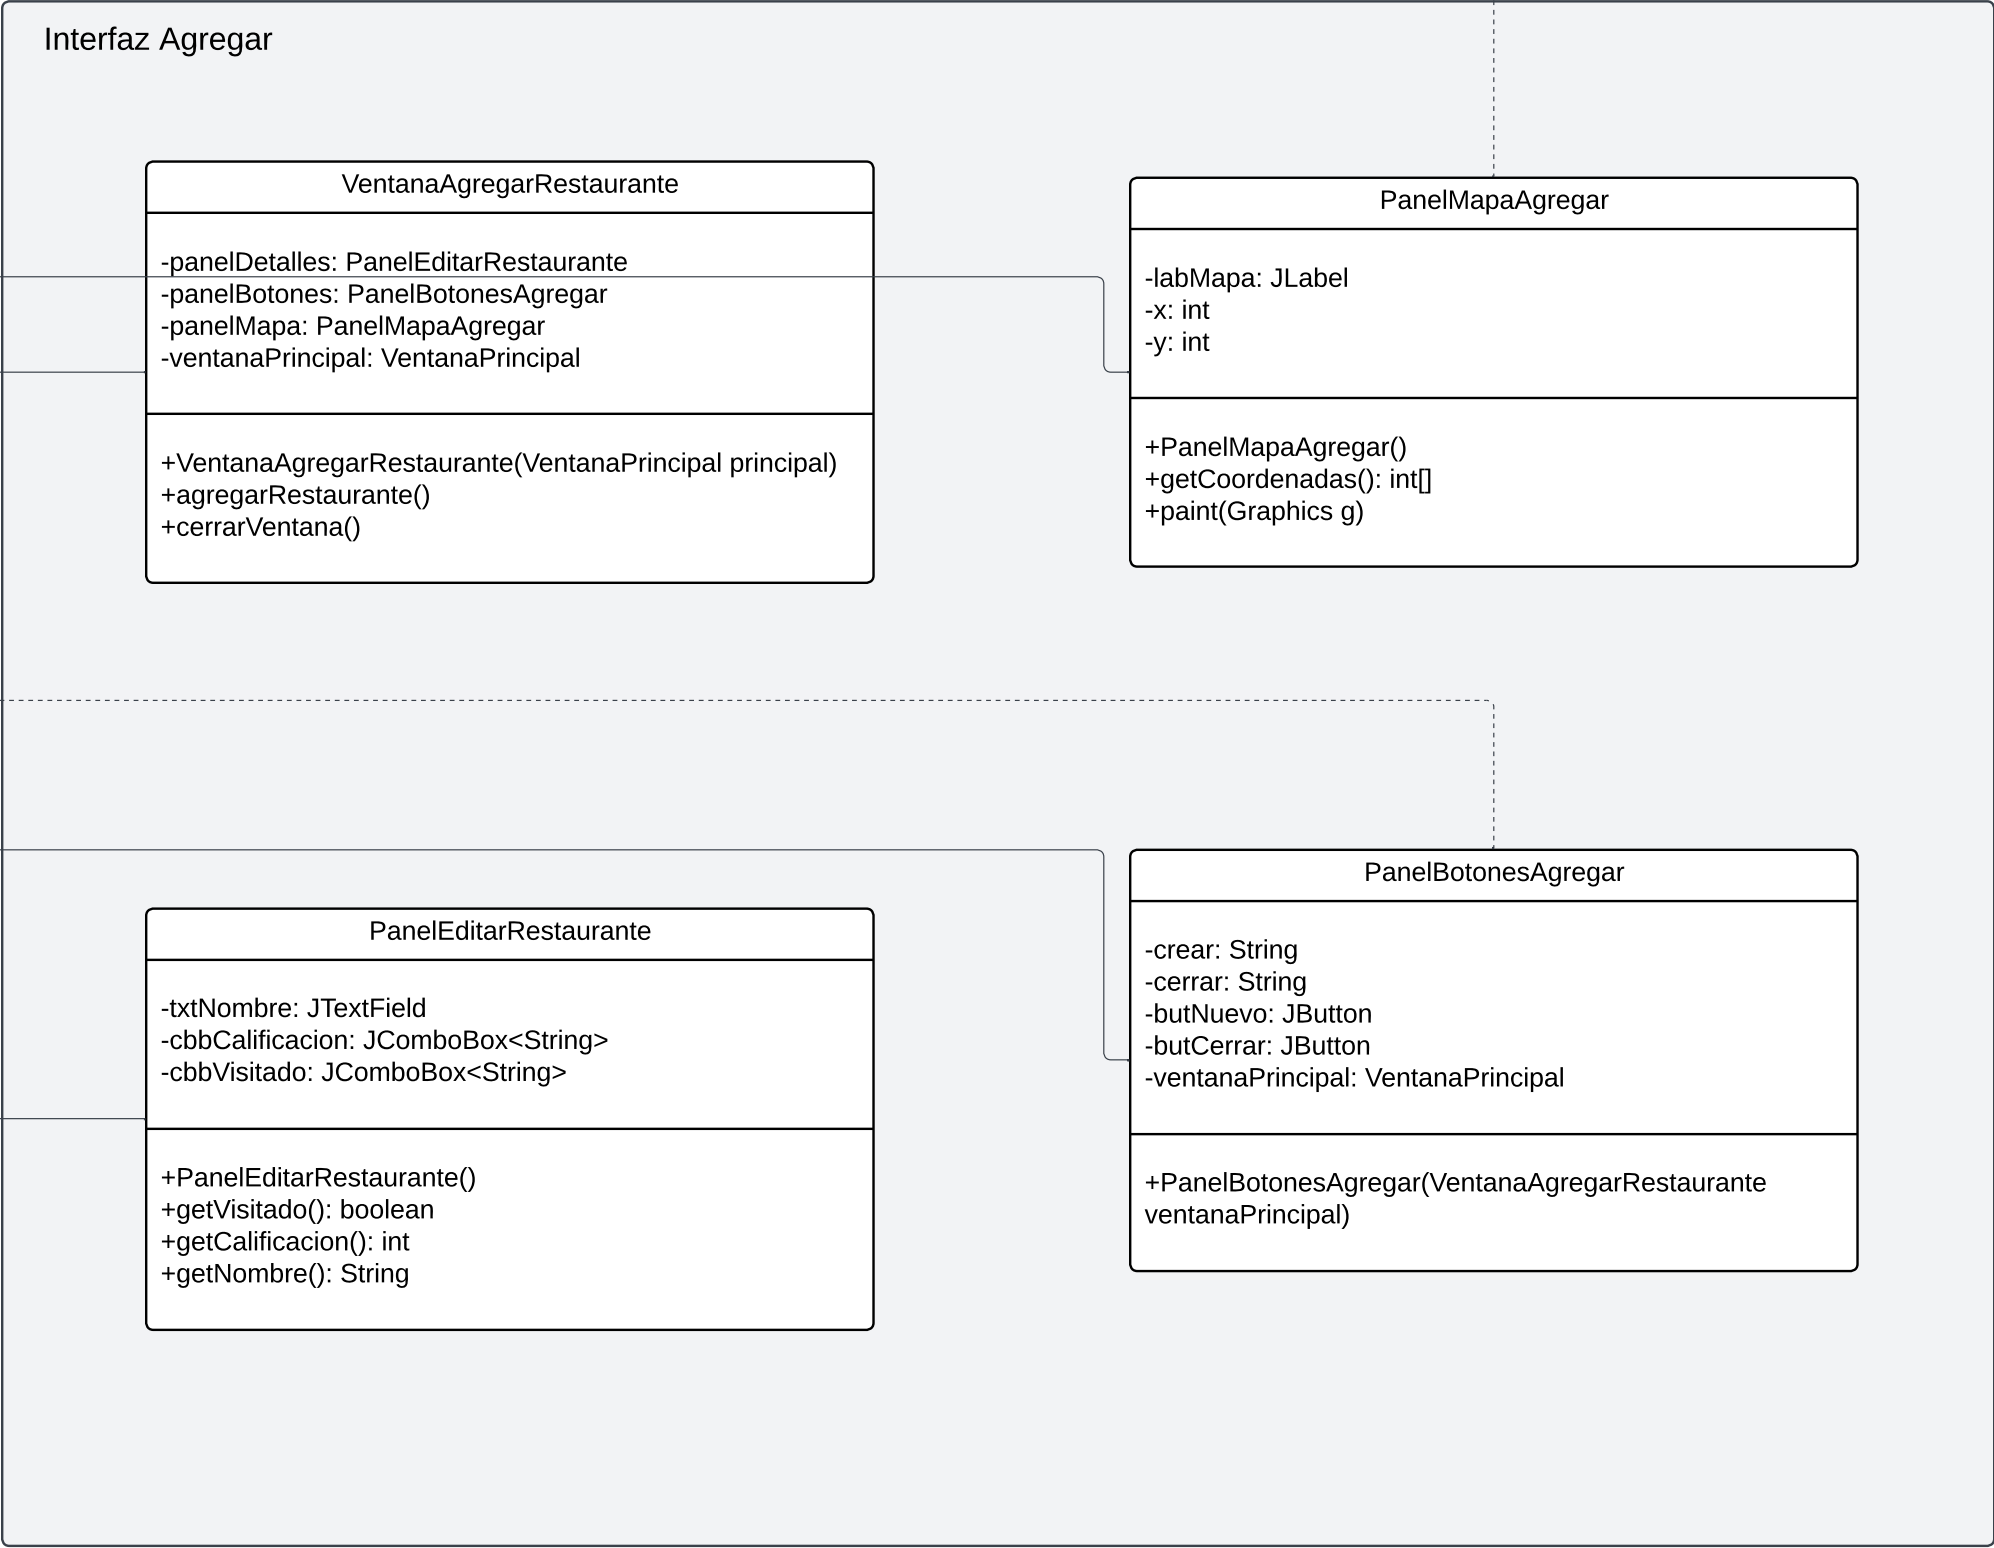 Interfaz Agregar
VentanaAgregarRestaurante
-panelDetalles: PanelEditarRestaurante
-panelBotones: PanelBotonesAgregar
-panelMapa: PanelMapaAgregar
-ventanaPrincipal: VentanaPrincipal
+VentanaAgregarRestaurante(VentanaPrincipal principal)
+agregarRestaurante()
+cerrarVentana()
PanelMapaAgregar
-labMapa: JLabel
-x: int
-y: int
+PanelMapaAgregar()
+getCoordenadas(): int[]
+paint(Graphics g)
PanelEditarRestaurante
-txtNombre: JTextField
-cbbCalificacion: JComboBox<String>
-cbbVisitado: JComboBox<String>
+PanelEditarRestaurante()
+getVisitado(): boolean
+getCalificacion(): int
+getNombre(): String
PanelBotonesAgregar
-crear: String
-cerrar: String
-butNuevo: JButton
-butCerrar: JButton
-ventanaPrincipal: VentanaPrincipal
+PanelBotonesAgregar(VentanaAgregarRestaurante
ventanaPrincipal)